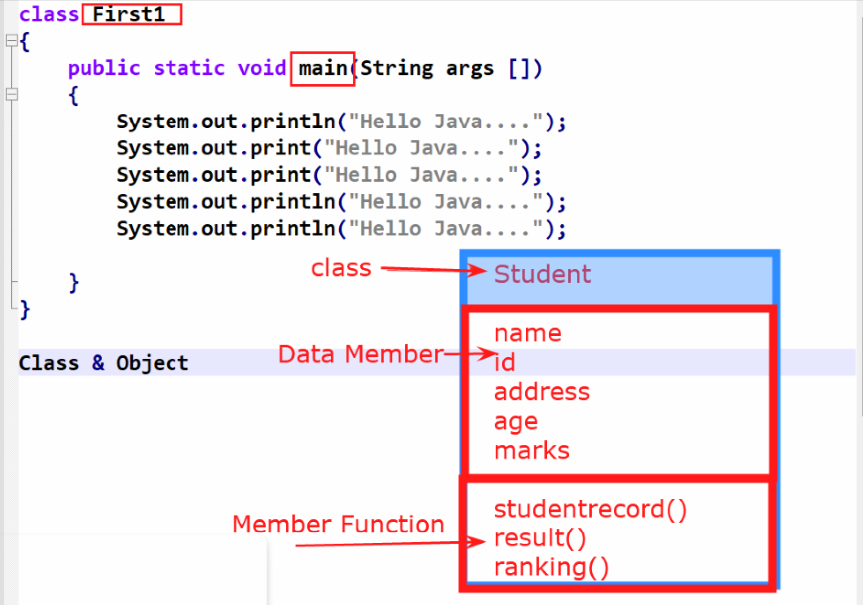 class First1
{
public static void main(String args [])
{
System.out.println("Hello Java....");
System.out.print("Hello Java....");
System.out.print("Hello Java....");
System.out.println("Hello Java....");
System.out.println("Hello Java....");
}
}
Class & Object
class
Student
Data Member
name
id
address
age
marks
Member Function
studentrecord()
result()
ranking()